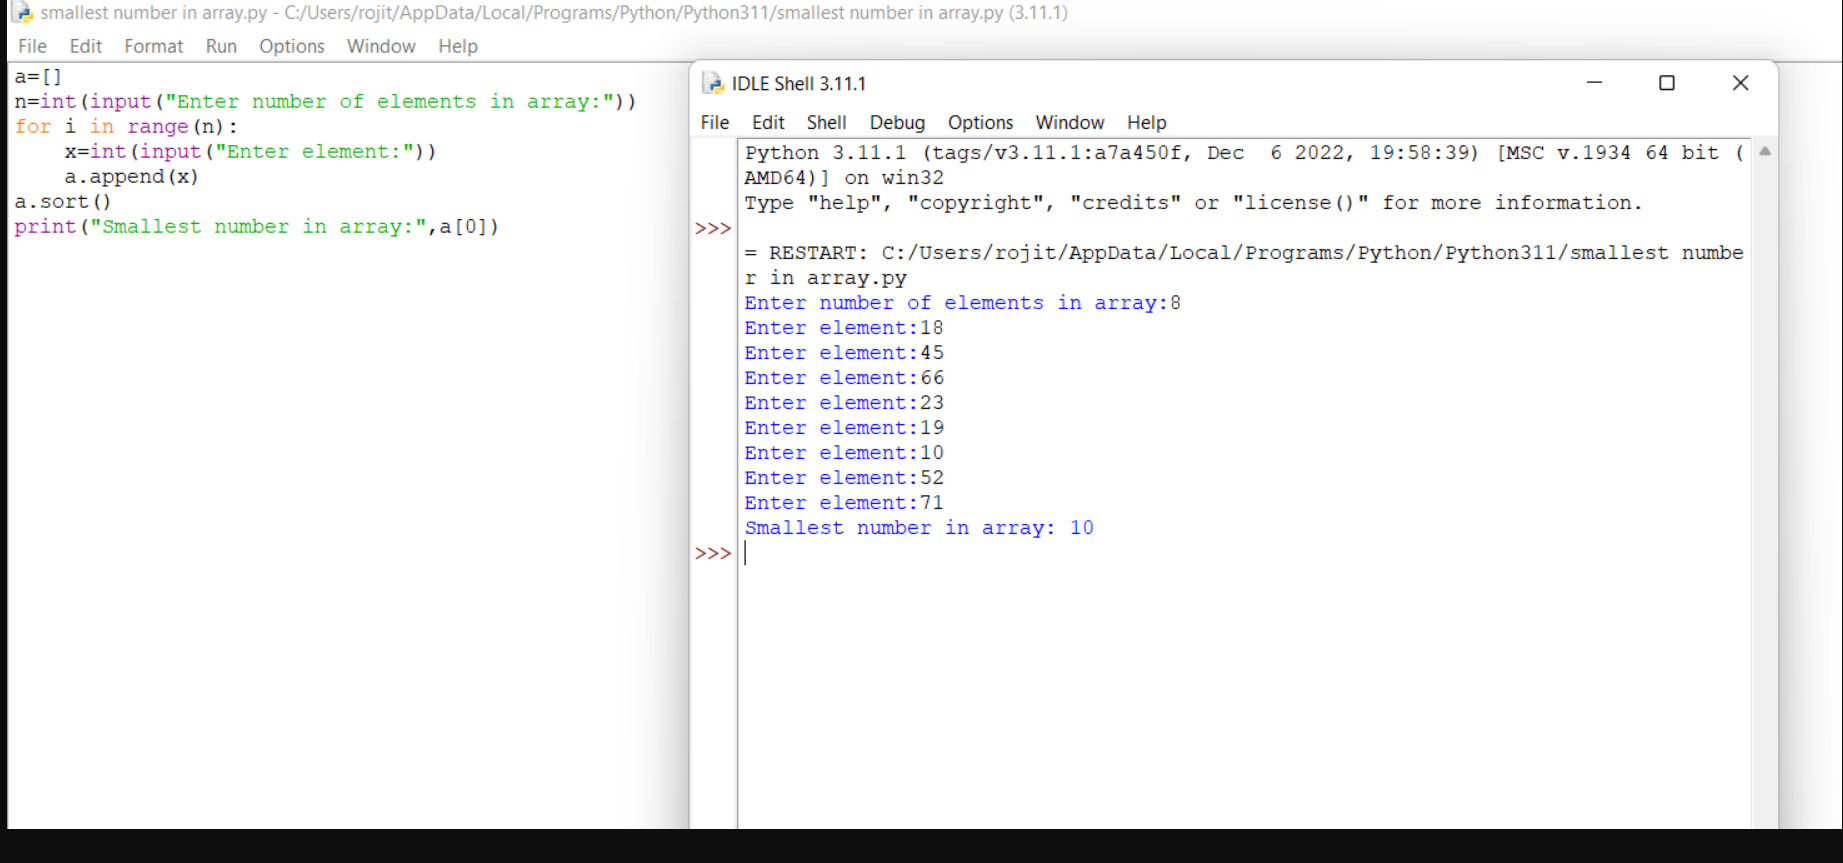 smallest number in array.py - C:/Users/rojit/AppData/Local/Programs/Python/Python311/smallest number in array.py (3.11.1)
File Edit Format Run Options Window Help
a=[]
n=int(input("Enter number of elements in array:"))
for i in range(n):
    x=int(input("Enter element:"))
    a.append(x)
a.sort()
print("Smallest number in array:",a[0])
IDLE Shell 3.11.1
File Edit Shell Debug Options Window Help
Python 3.11.1 (tags/v3.11.1:a7a450f, Dec  6 2022, 19:58:39) [MSC v.1934 64 bit (
AMD64)] on win32
Type "help", "copyright", "credits" or "license()" for more information.
>>>
= RESTART: C:/Users/rojit/AppData/Local/Programs/Python/Python311/smallest numbe
r in array.py
Enter number of elements in array:8
Enter element:18
Enter element:45
Enter element:66
Enter element:23
Enter element:19
Enter element:10
Enter element:52
Enter element:71
Smallest number in array: 10
>>>